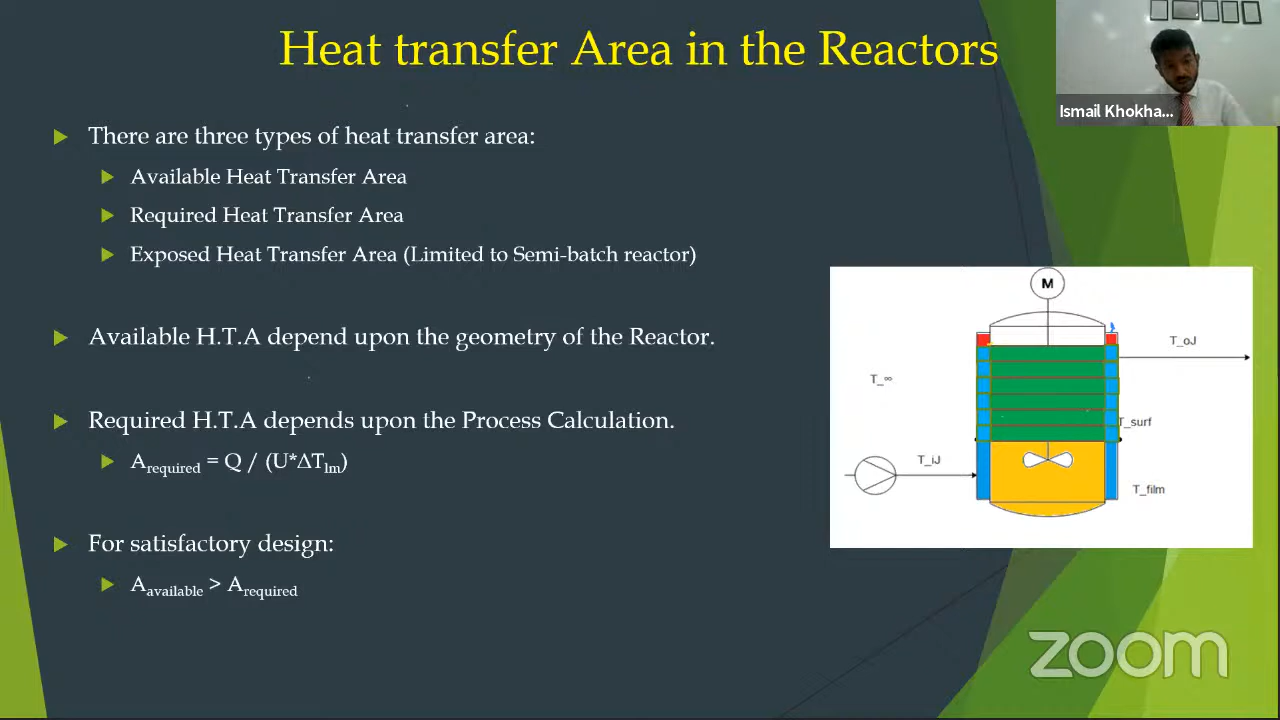 Heat transfer Area in the Reactors
Ismail Khokha...
There are three types of heat transfer area:
Available Heat Transfer Area
Required Heat Transfer Area
Exposed Heat Transfer Area (Limited to Semi-batch reactor)
Available H.T.A depend upon the geometry of the Reactor.
Required H.T.A depends upon the Process Calculation.
Arequired = Q / (U*ΔTlm)
For satisfactory design:
Aavailable > Arequired
M
T_oJ
T_∞
T_surf
T_iJ
T_film
zoom